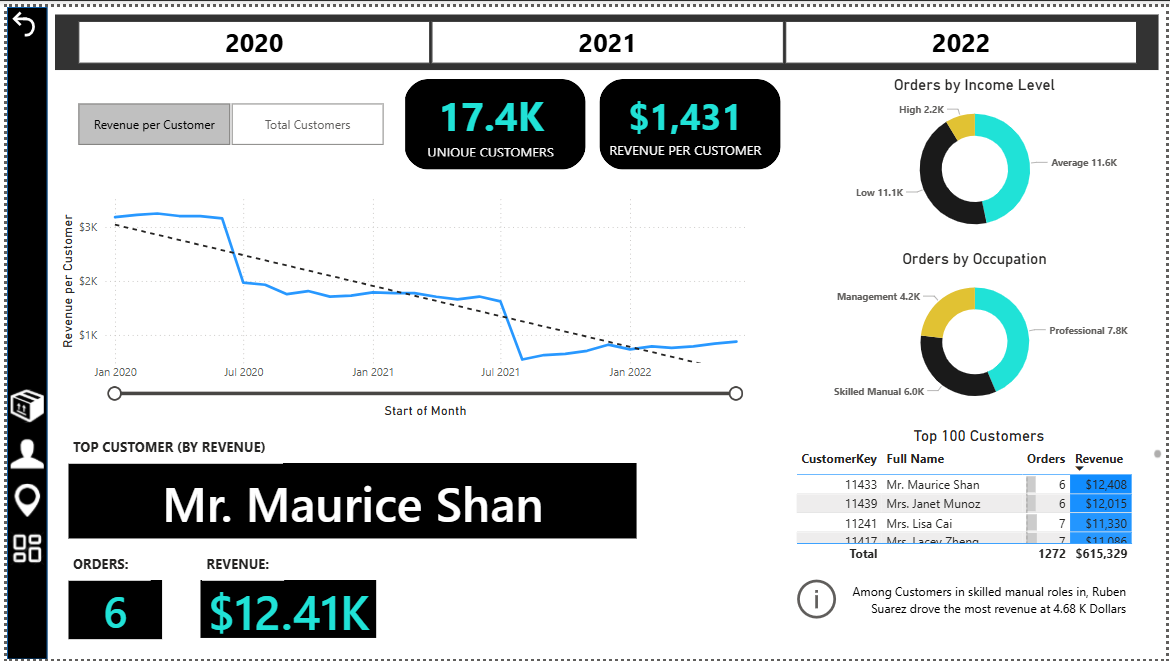 2020
2021
2022
Revenue per Customer
Total Customers
17.4K
UNIQUE CUSTOMERS
$1,431
REVENUE PER CUSTOMER
Revenue per Customer
$3K
$2K
$1K
Jan 2020
Jul 2020
Jan 2021
Jul 2021
Jan 2022
Start of Month
TOP CUSTOMER (BY REVENUE)
Mr. Maurice Shan
ORDERS:
6
REVENUE:
$12.41K
Orders by Income Level
High 2.2K
Average 11.6K
Low 11.1K
Orders by Occupation
Management 4.2K
Professional 7.8K
Skilled Manual 6.0K
Top 100 Customers
CustomerKey Full Name Orders Revenue
11433 Mr. Maurice Shan 6 $12,408
11439 Mrs. Janet Munoz 6 $12,015
11241 Mrs. Lisa Cai 7 $11,330
11417 Mrs. Lacey Zheng 7 $11,086
Total 1272 $615,329
Among Customers in skilled manual roles in, Ruben
Suarez drove the most revenue at 4.68 K Dollars